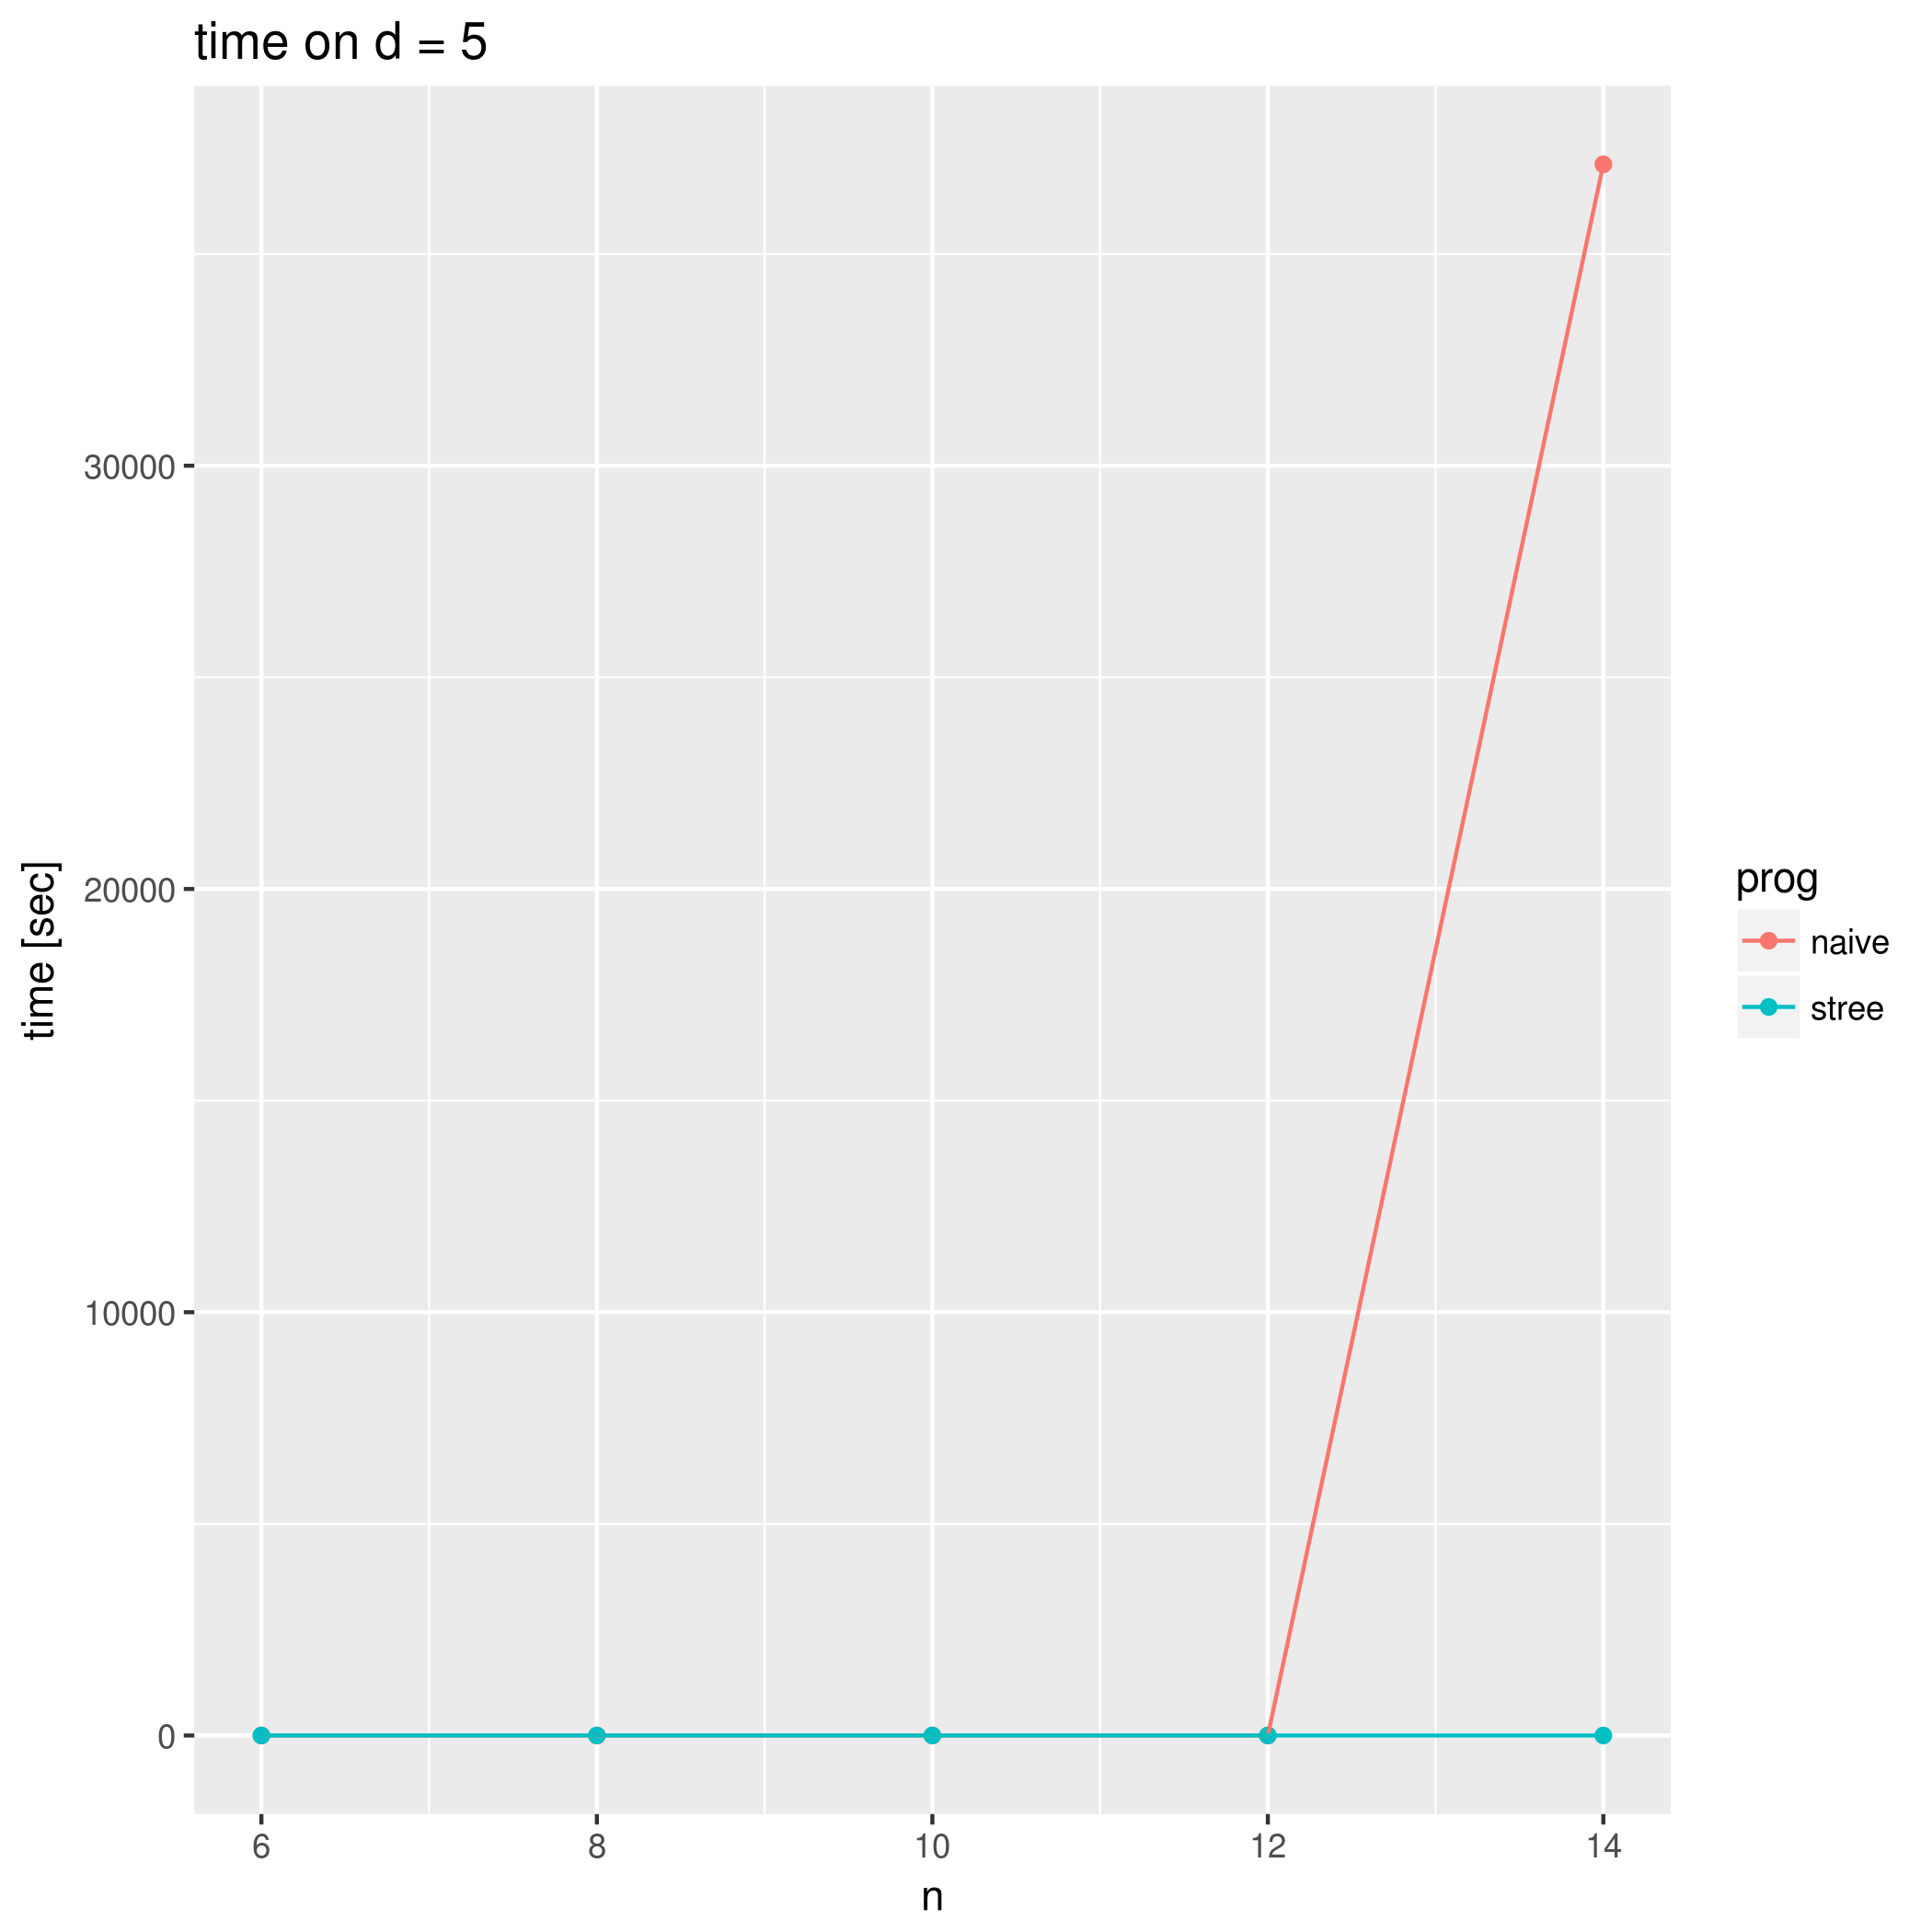 time on d = 5
30000
20000
10000
0
time [sec]
6 8 10 12 14
n
prog
naive
stree